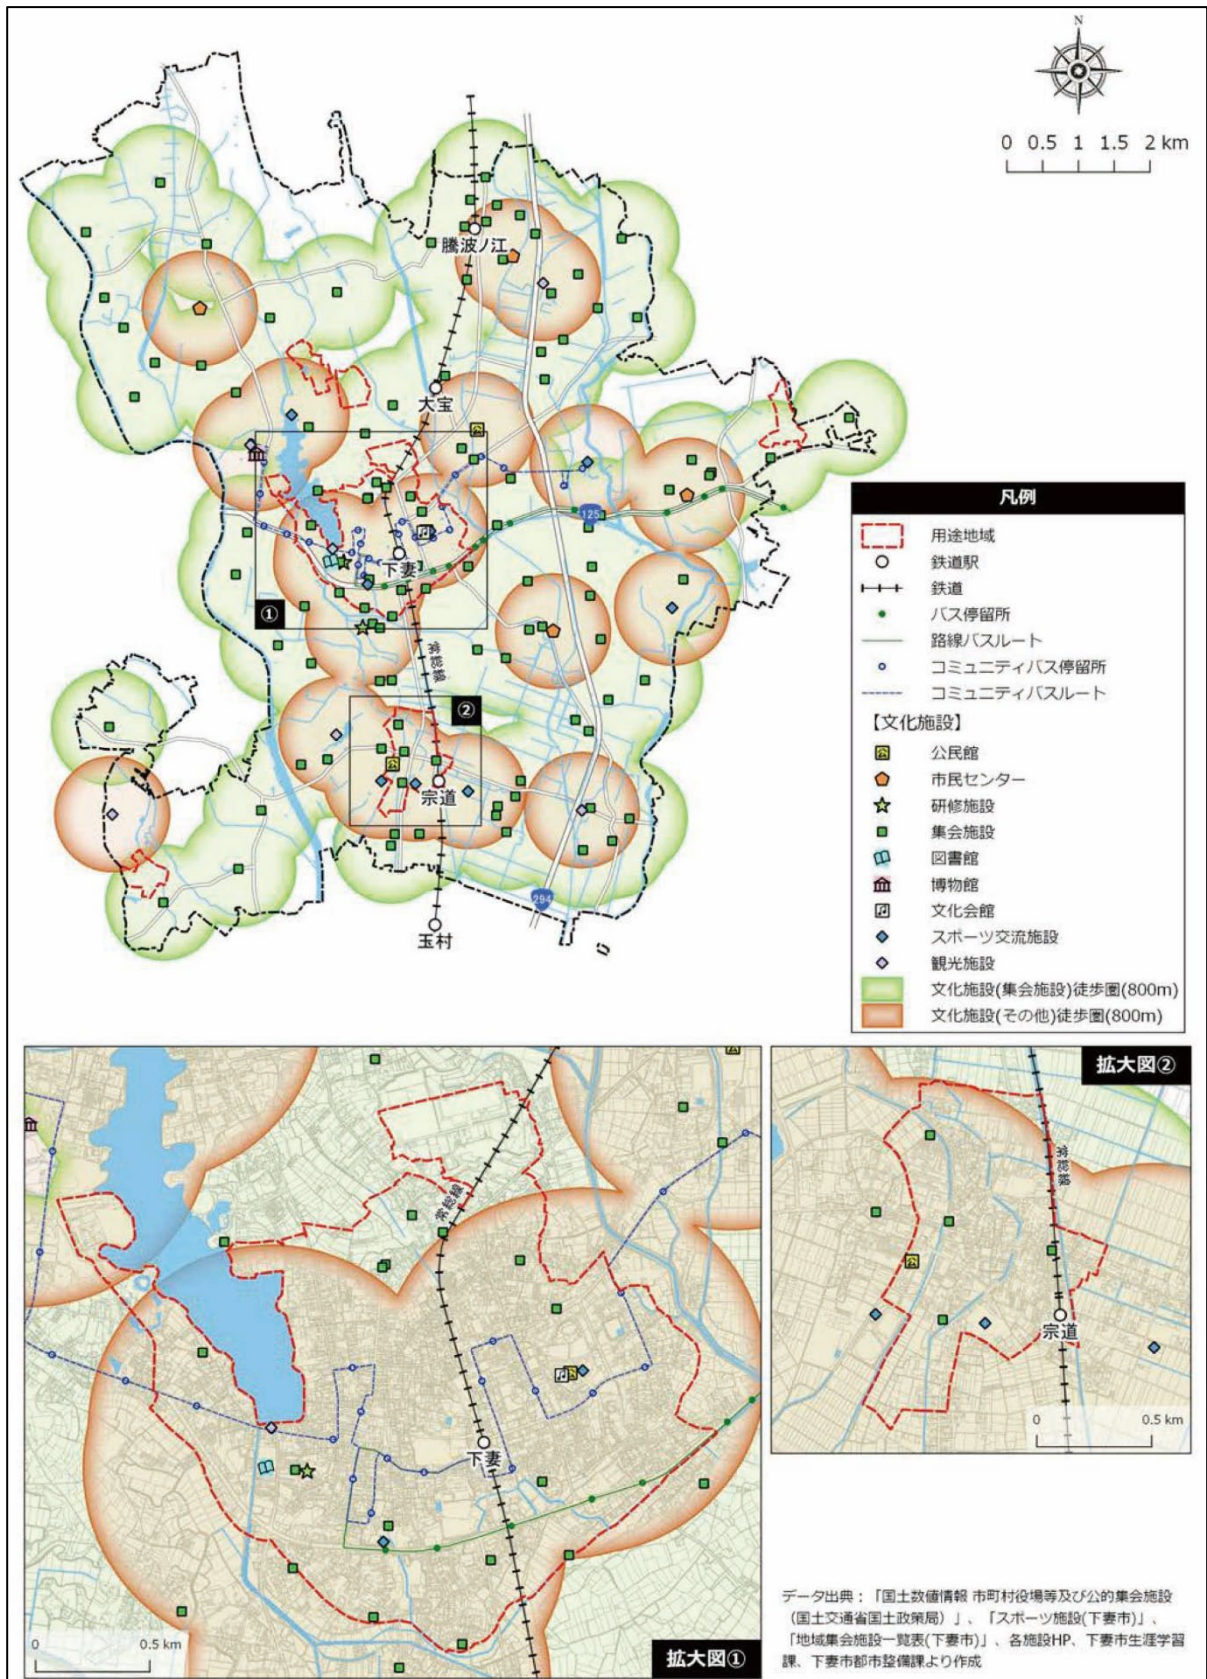 N
0 0.5 1 1.5 2 km
騰波ノ江
大宝
125
下妻
①
常総線
②
宗道
294
玉村
凡例
用途地域
鉄道駅
鉄道
バス停留所
路線バスルート
コミュニティバス停留所
コミュニティバスルート
【文化施設】
公 公民館
市民センター
研修施設
集会施設
図書館
博物館
文化会館
スポーツ交流施設
観光施設
文化施設(集会施設)徒歩圏(800m)
文化施設(その他)徒歩圏(800m)
常総線
下妻
0 0.5 km
拡大図①
拡大図②
常総線
公
宗道
0 0.5 km
データ出典：「国土数値情報 市町村役場等及び公的集会施設
（国土交通省国土政策局）」、「スポーツ施設(下妻市)」、
「地域集会施設一覧表(下妻市)」、各施設HP、下妻市生涯学習
課、下妻市都市整備課より作成